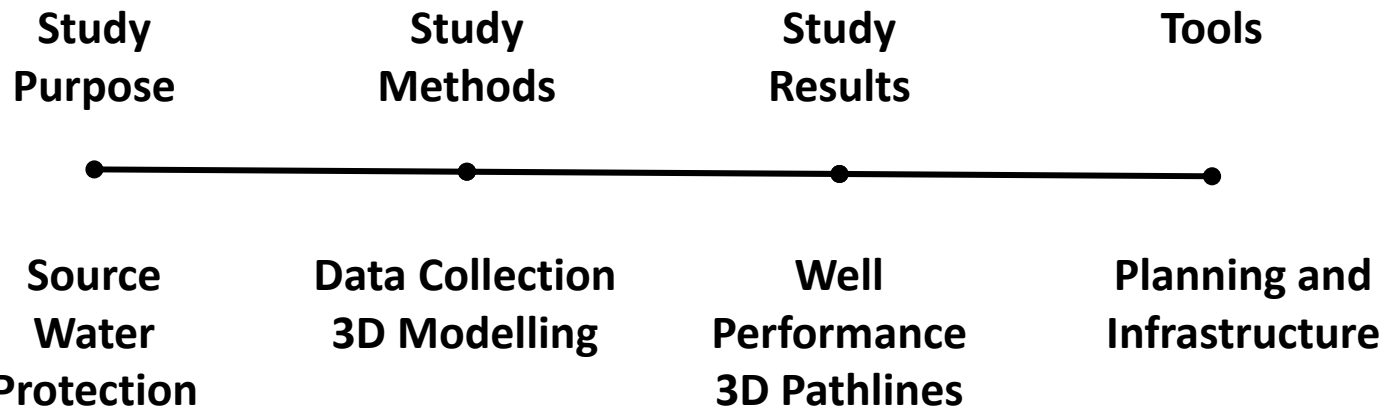 Study
Purpose
Study
Methods
Study
Results
Tools
Source
Water
Protection
Data Collection
3D Modelling
Well
Performance
3D Pathlines
Planning and
Infrastructure